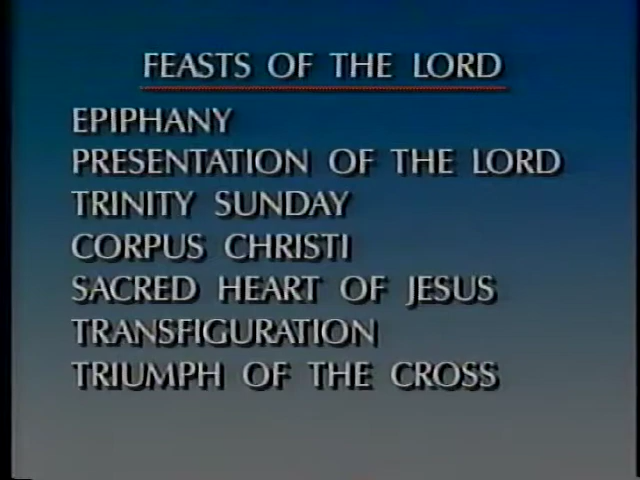 FEASTS OF THE LORD
EPIPHANY
PRESENTATION OF THE LORD
TRINITY SUNDAY
CORPUS CHRISTI
SACRED HEART OF JESUS
TRANSFIGURATION
TRIUMPH OF THE CROSS